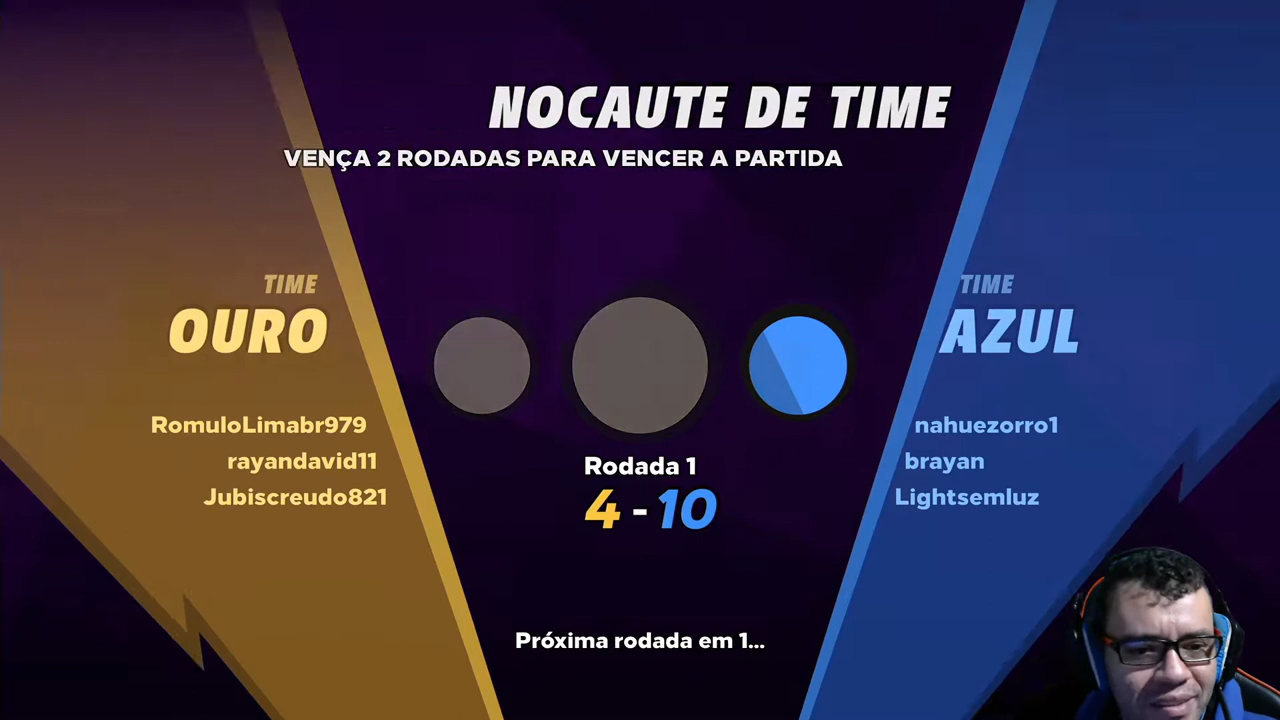 NOCAUTE DE TIME
VENÇA 2 RODADAS PARA VENCER A PARTIDA
TIME
OURO
RomuloLimabr979
rayandavid11
Jubiscreudo821
Rodada 1
4 - 10
Próxima rodada em 1...
TIME
AZUL
nahuezorro1
brayan
Lightsemluz